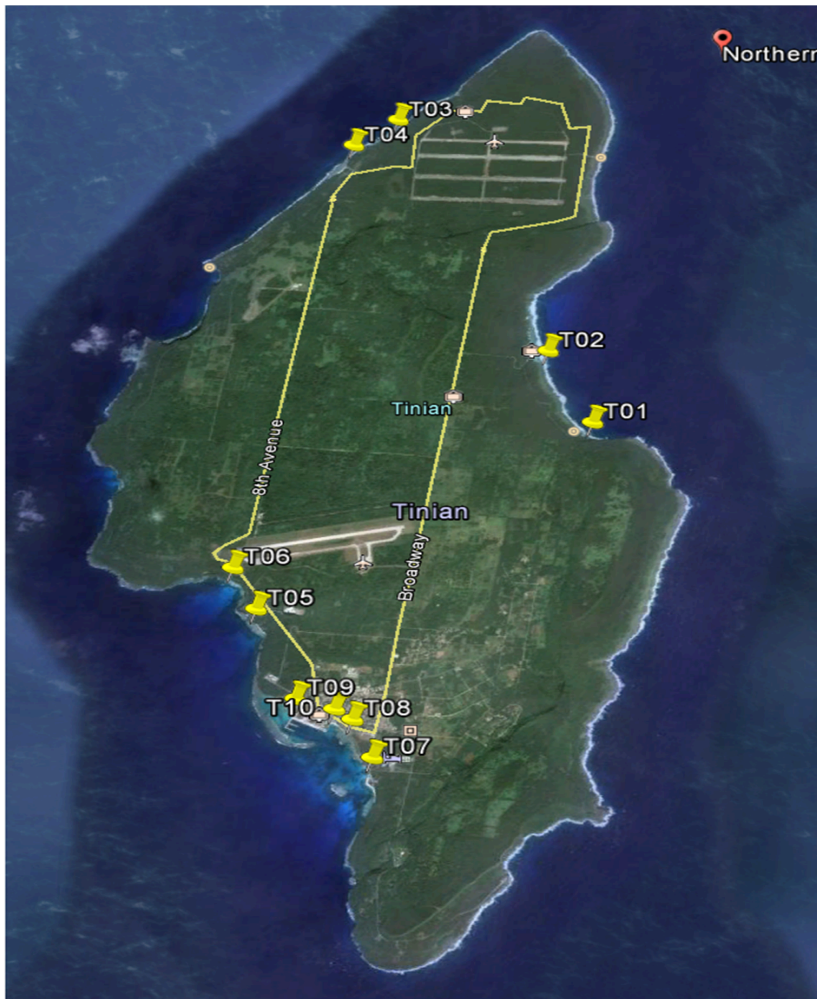 Northern
T03
T04
T02
Tinian
T01
8th Avenue
Tinian
Broadway
T06
T05
T09
T10
T08
T07